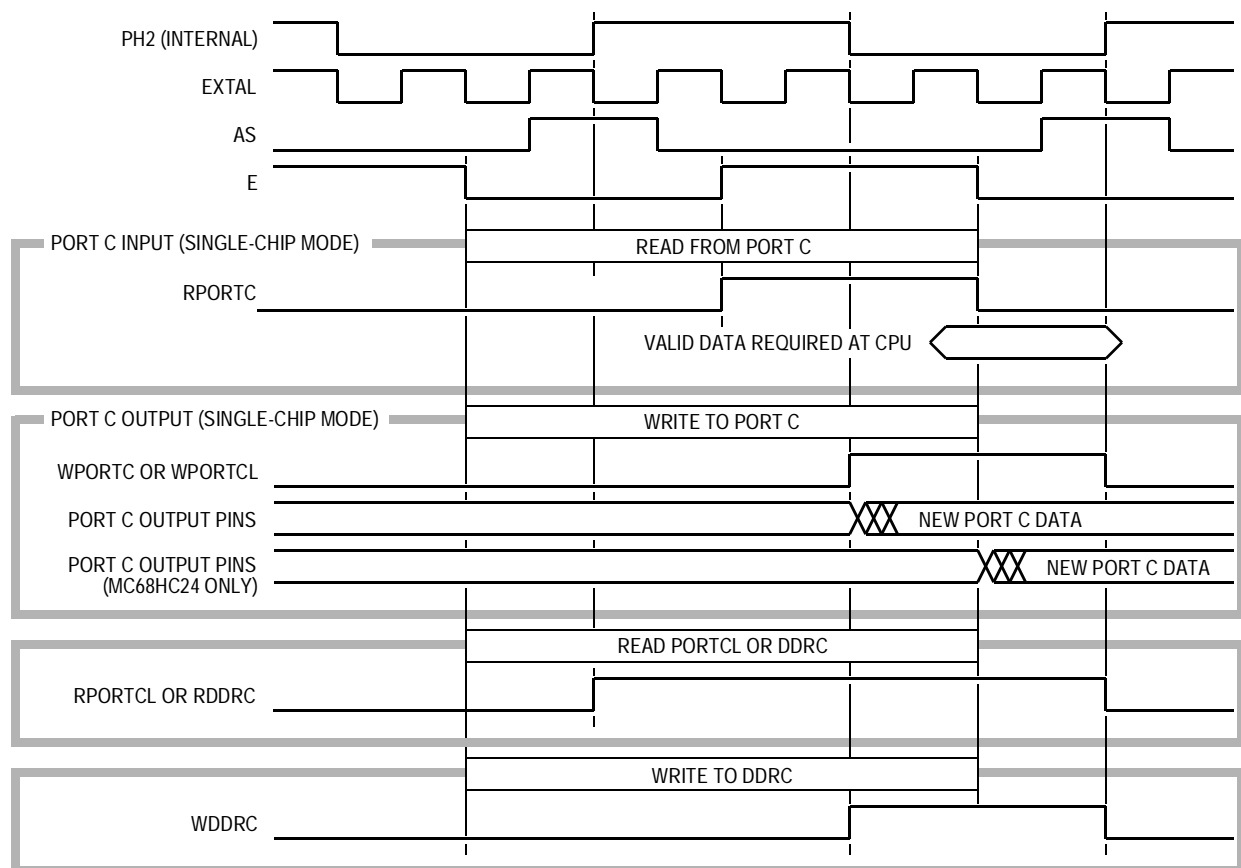 PH2 (INTERNAL)
EXTAL
AS
E
PORT C INPUT (SINGLE-CHIP MODE)
READ FROM PORT C
RPORTC
VALID DATA REQUIRED AT CPU
PORT C OUTPUT (SINGLE-CHIP MODE)
WRITE TO PORT C
WPORTC OR WPORTCL
PORT C OUTPUT PINS
NEW PORT C DATA
PORT C OUTPUT PINS
(MC68HC24 ONLY)
NEW PORT C DATA
READ PORTCL OR DDRC
RPORTCL OR RDDRC
WRITE TO DDRC
WDDRC